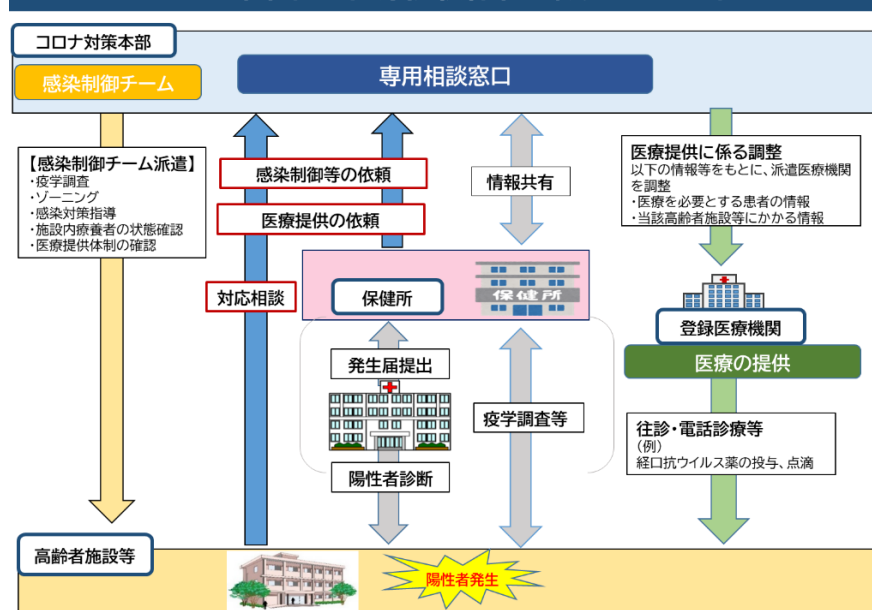 コロナ対策本部
感染制御チーム
専用相談窓口
【感染制御チーム派遣】
・疫学調査
・ゾーニング
・感染対策指導
・施設内療養者の状態確認
・医療提供体制の確認
感染制御等の依頼
医療提供の依頼
対応相談
情報共有
医療提供に係る調整
以下の情報等をもとに、派遣医療機関
を調整
・医療を必要とする患者の情報
・当該高齢者施設等にかかる情報
保健所
保健所
登録医療機関
医療の提供
発生届提出
疫学調査等
陽性者診断
往診・電話診療等
(例)
経口抗ウイルス薬の投与、点滴
高齢者施設等
陽性者発生